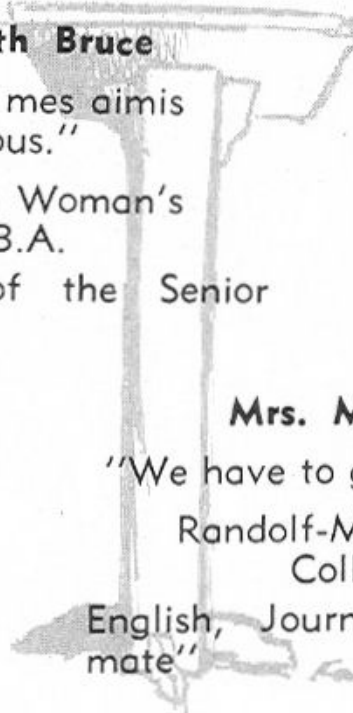 th Bruce
mes aimis
ous."
Woman's
B.A.
of the Senior
Mrs. M
"We have to g
Randolf-M
Coll
English, Journ
mate"